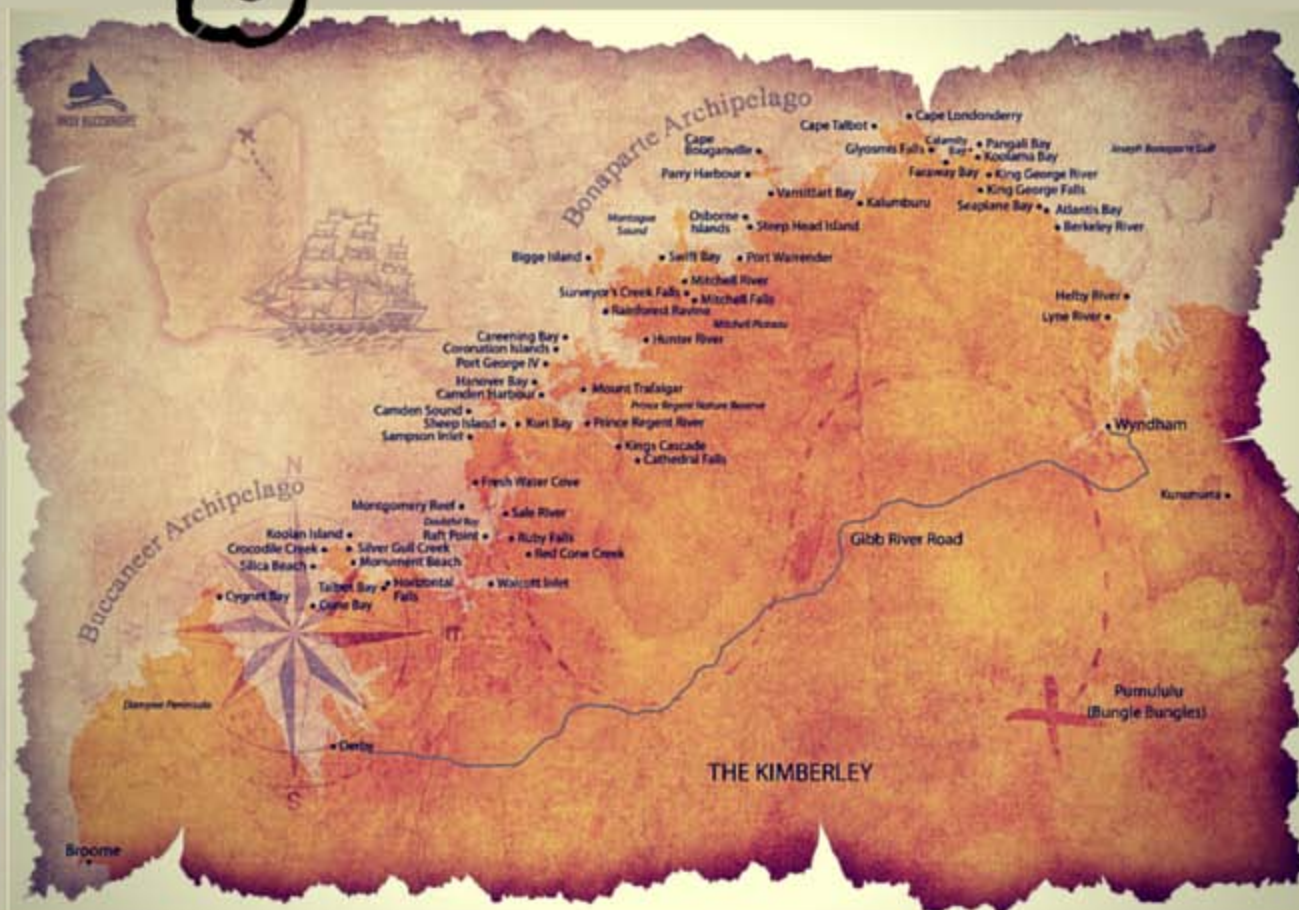 Bonaparte Archipelago
Cape Londonderry
Cape Talbot
Cape
Bouganville
Glyosmis Falls
Calamity
Bay
Pangali Bay
Koolama Bay
Joseph Bonaparte Gulf
Parry Harbour
Faraway Bay
King George River
King George Falls
Vansittart Bay
Kalumburu
Seaplane Bay
Atlantis Bay
Montague
Sound
Osborne
Islands
Steep Head Island
Berkeley River
Bigge Island
Swift Bay
Port Warrender
Mitchell River
Surveyor's Creek Falls
Mitchell Falls
Helby River
Rainforest Ravine
Lyne River
Mitchell Plateau
Careening Bay
Hunter River
Coronation Islands
Port George IV
Hanover Bay
Mount Trafalgar
Camden Harbour
Prince Regent Nature Reserve
Camden Sound
Sheep Island
Kuri Bay
Prince Regent River
Wyndham
Sampson Inlet
Kings Cascade
Cathedral Falls
N
Buccaneer Archipelago
Fresh Water Cove
Kununurra
Montgomery Reef
Sale River
Doubtful Bay
Koolan Island
Raft Point
Ruby Falls
Gibb River Road
Crocodile Creek
Silver Gull Creek
Red Cone Creek
Silica Beach
Monument Beach
Talbot Bay
Horizontal
Falls
Walcott Inlet
Cygnet Bay
Dampier Peninsula
Purnululu
(Bungle Bungles)
Derby
THE KIMBERLEY
S
Broome